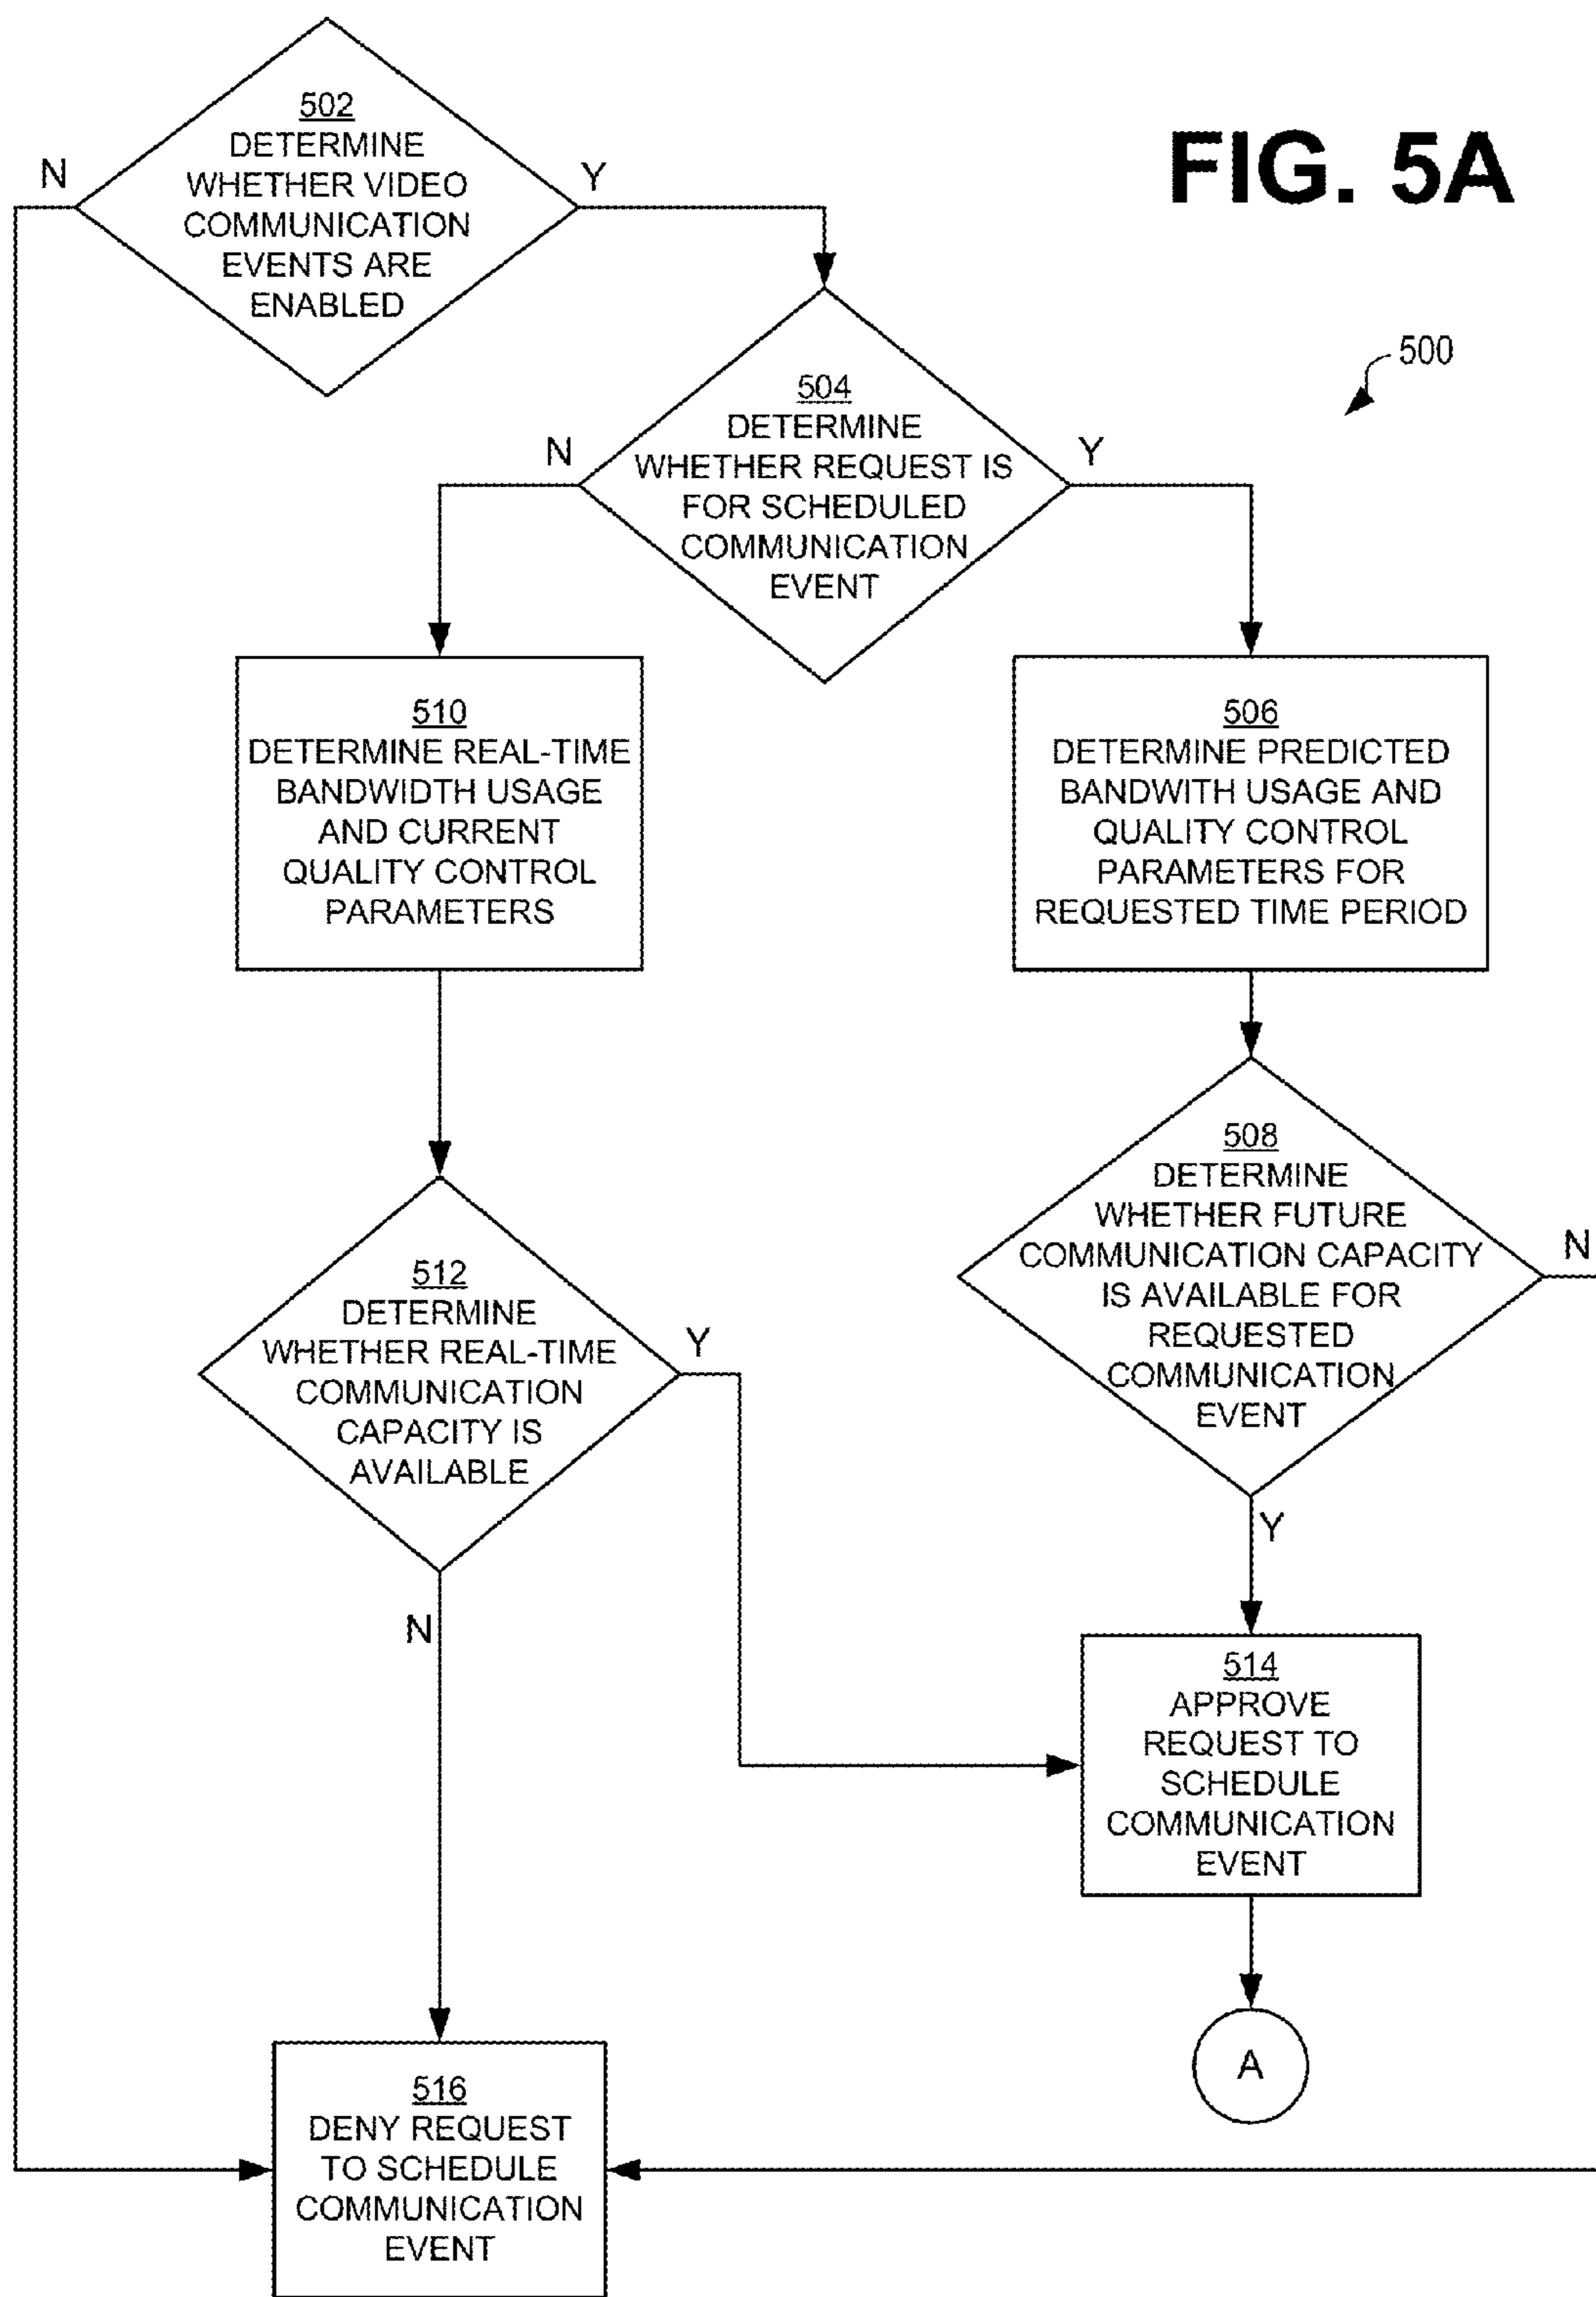 FIG. 5A
500
502
DETERMINE
WHETHER VIDEO
COMMUNICATION
EVENTS ARE
ENABLED
N
Y
504
DETERMINE
WHETHER REQUEST IS
FOR SCHEDULED
COMMUNICATION
EVENT
N
Y
510
DETERMINE REAL-TIME
BANDWIDTH USAGE
AND CURRENT
QUALITY CONTROL
PARAMETERS
506
DETERMINE PREDICTED
BANDWITH USAGE AND
QUALITY CONTROL
PARAMETERS FOR
REQUESTED TIME PERIOD
508
DETERMINE
WHETHER FUTURE
COMMUNICATION CAPACITY
IS AVAILABLE FOR
REQUESTED
COMMUNICATION
EVENT
N
Y
512
DETERMINE
WHETHER REAL-TIME
COMMUNICATION
CAPACITY IS
AVAILABLE
Y
N
514
APPROVE
REQUEST TO
SCHEDULE
COMMUNICATION
EVENT
A
516
DENY REQUEST
TO SCHEDULE
COMMUNICATION
EVENT